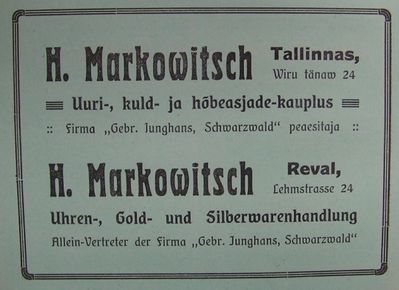 H. Markowitsch Tallinnas,
Wiru tänaw 24
Uuri-, kuld- ja hõbeasjade-kauplus
:: Firma „Gebr. Junghans, Schwarzwald" peaesitaja ::
H. Markowitsch Reval,
Lehmstrasse 24
Uhren-, Gold- und Silberwarenhandlung
Allein-Vertreter der Firma „Gebr. Junghans, Schwarzwald"